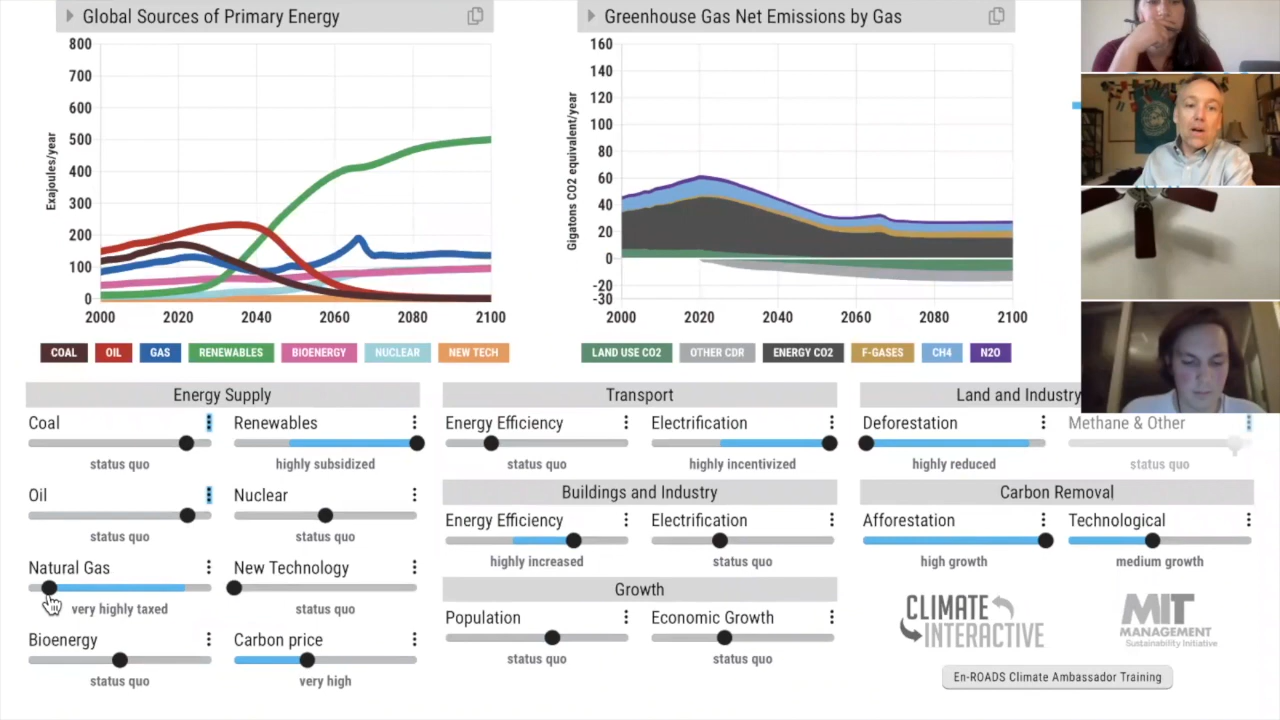 Global Sources of Primary Energy
Greenhouse Gas Net Emissions by Gas
Exajoules/year
800
700
600
500
400
300
200
100
0
2000 2020 2040 2060 2080 2100
Gigatons CO2 equivalent/year
160
140
120
100
80
60
40
20
0
-20
-30
2000 2020 2040 2060 2080 2100
COAL OIL GAS RENEWABLES BIOENERGY NUCLEAR NEW TECH
LAND USE CO2 OTHER CDR ENERGY CO2 F-GASES CH4 N2O
Energy Supply
Coal
status quo
Renewables
highly subsidized
Oil
status quo
Nuclear
status quo
Natural Gas
very highly taxed
New Technology
status quo
Bioenergy
status quo
Carbon price
very high
Transport
Energy Efficiency
status quo
Electrification
highly incentivized
Buildings and Industry
Energy Efficiency
highly increased
Electrification
status quo
Growth
Population
status quo
Economic Growth
status quo
Land and Industry
Deforestation
highly reduced
Methane & Other
status quo
Carbon Removal
Afforestation
high growth
Technological
medium growth
CLIMATE
INTERACTIVE
MIT
MANAGEMENT
Sustainability Initiative
En-ROADS Climate Ambassador Training